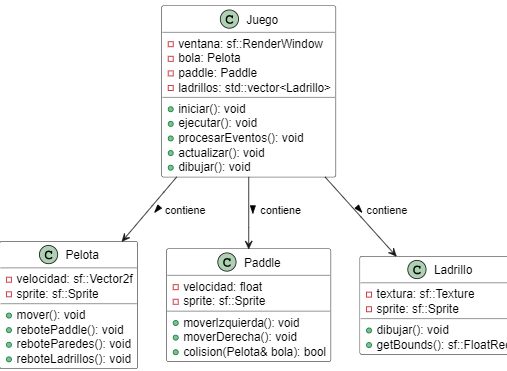 C Juego
ventana: sf::RenderWindow
bola: Pelota
paddle: Paddle
ladrillos: std::vector<Ladrillo>
iniciar(): void
ejecutar(): void
procesarEventos(): void
actualizar(): void
dibujar(): void
contiene
contiene
contiene
C Pelota
velocidad: sf::Vector2f
sprite: sf::Sprite
mover(): void
rebotePaddle(): void
reboteParedes(): void
reboteLadrillos(): void
C Paddle
velocidad: float
sprite: sf::Sprite
moverIzquierda(): void
moverDerecha(): void
colision(Pelota& bola): bool
C Ladrillo
textura: sf::Texture
sprite: sf::Sprite
dibujar(): void
getBounds(): sf::FloatRec